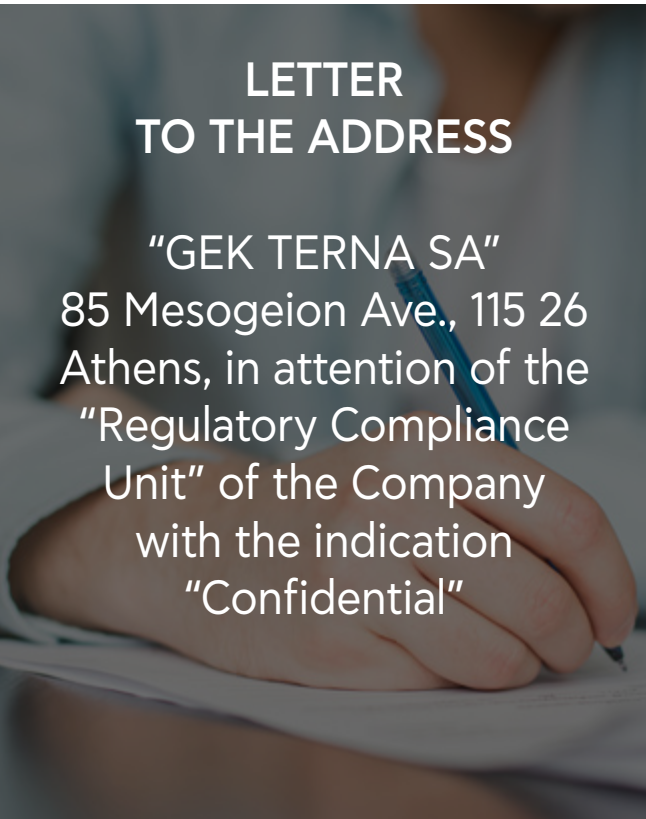 LETTER
TO THE ADDRESS
“GEK TERNA SA”
85 Mesogeion Ave., 115 26
Athens, in attention of the
“Regulatory Compliance
Unit” of the Company
with the indication
“Confidential”